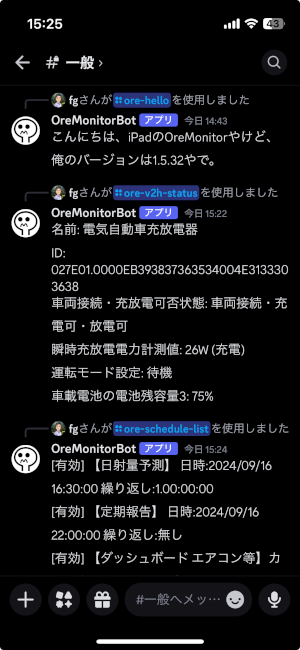 15:25
43
# 一般 ›
fgさんが ore-hello を使用しました
OreMonitorBot アプリ 今日 14:43
こんにちは、iPadのOreMonitorやけど、
俺のバージョンは1.5.32やで。
fgさんが ore-v2h-status を使用しました
OreMonitorBot アプリ 今日 15:22
名前: 電気自動車充放電器
ID:
027E01.0000EB393837363534004E313330
3638
車両接続・充放電可否状態: 車両接続・充
電可・放電可
瞬時充放電電力計測値: 26W (充電)
運転モード設定: 待機
車載電池の電池残容量3: 75%
fgさんが ore-schedule-list を使用しました
OreMonitorBot アプリ 今日 15:24
[有効] 【日射量予測】 日時:2024/09/16
16:30:00 繰り返し:1.00:00:00
[有効] 【定期報告】 日時:2024/09/16
22:00:00 繰り返し:無し
[有効] 【ダッシュボード エアコン等】カ
#一般へメッ…